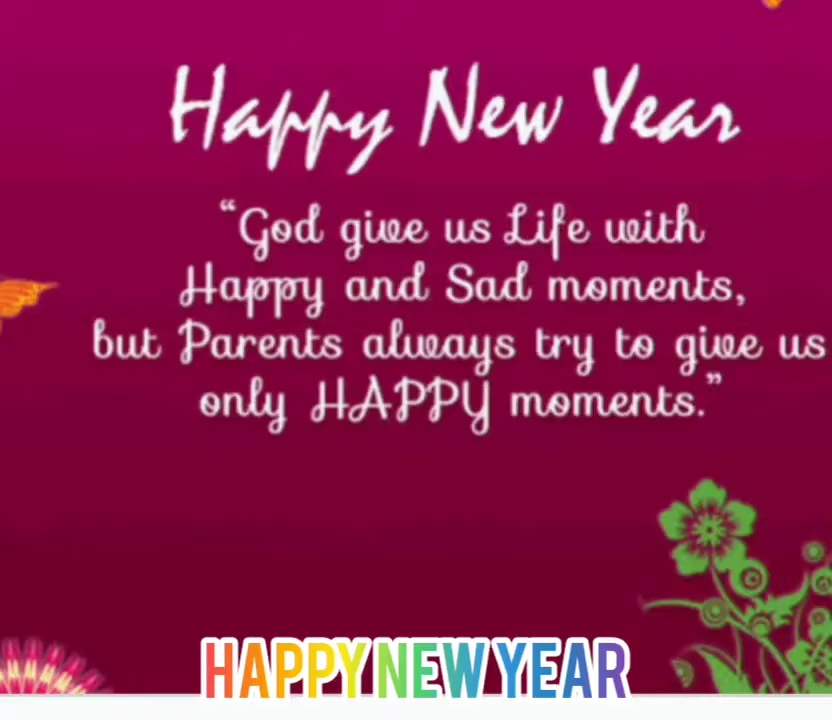 Happy New Year
“God give us Life with
Happy and Sad moments,
but Parents always try to give us
only HAPPY moments.”
HAPPY NEW YEAR